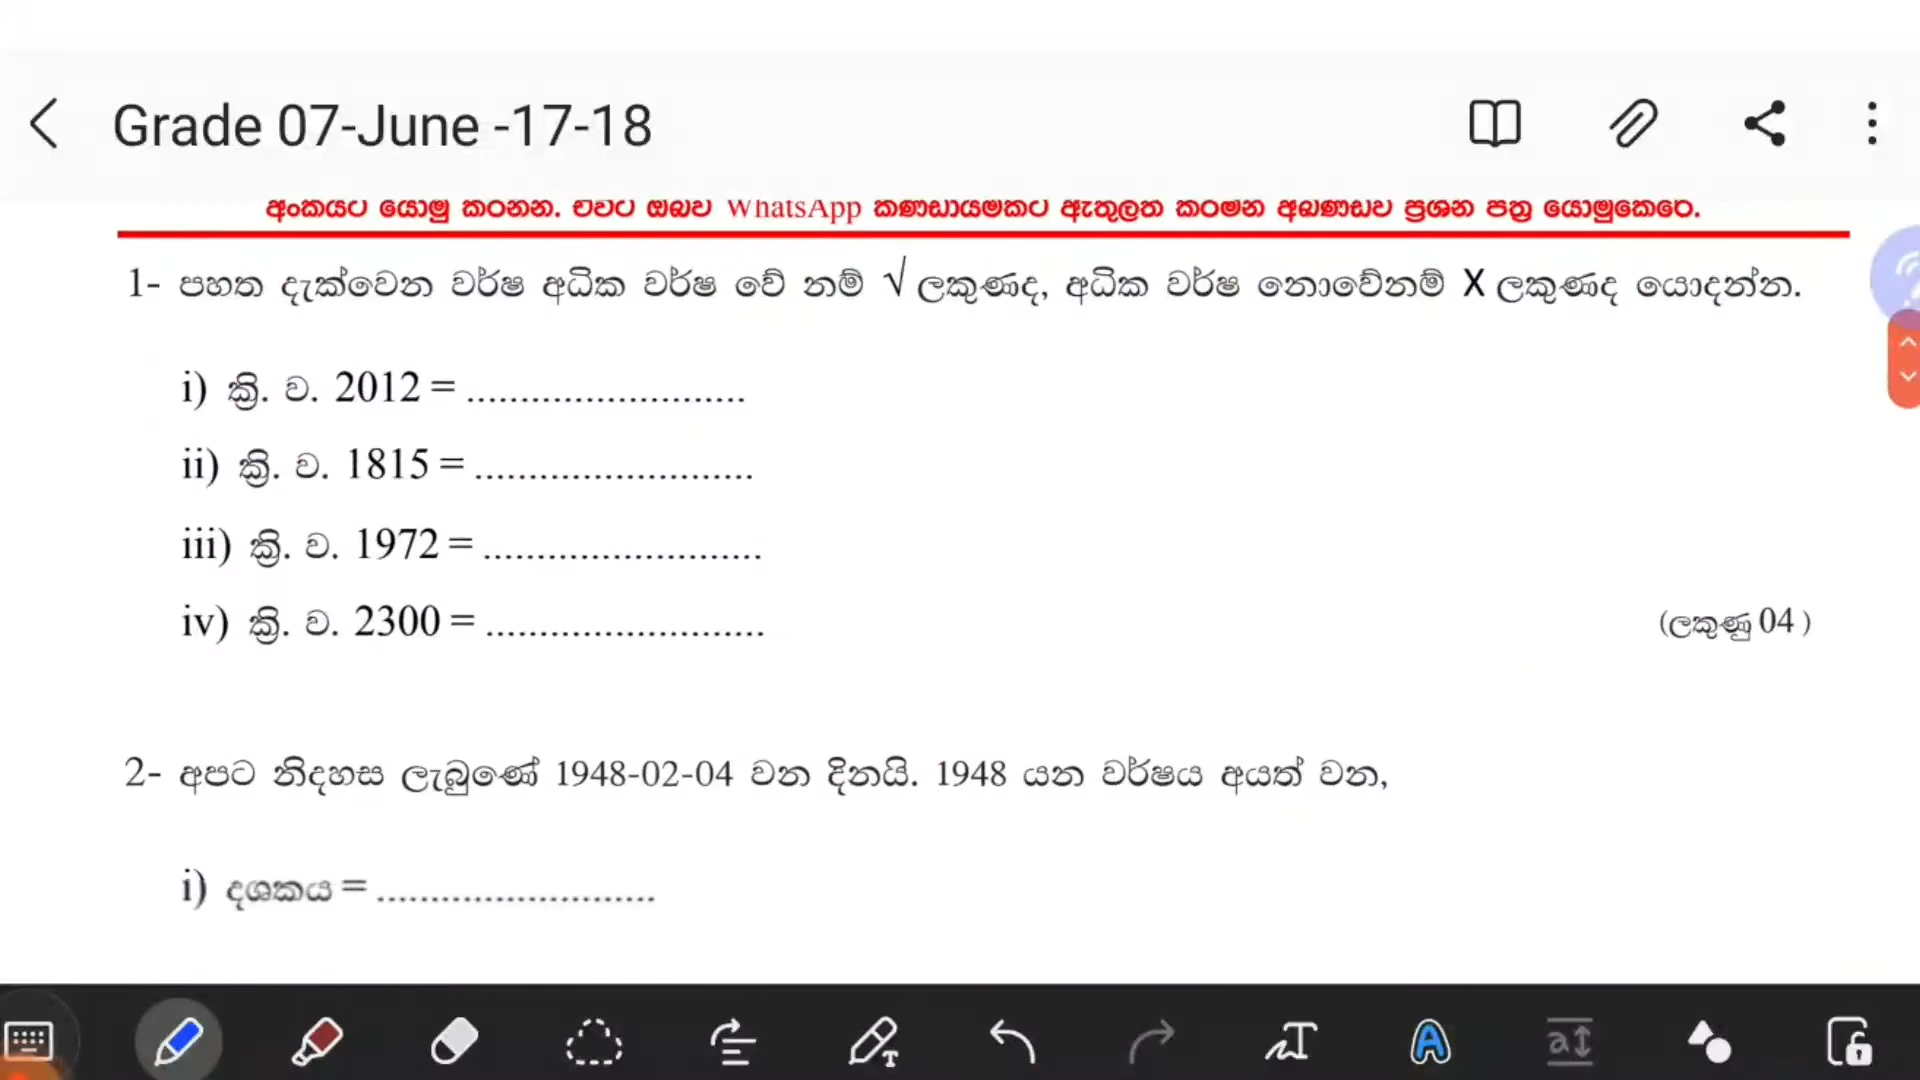 Grade 07-June -17-18
අංකයට යොමු කරන්න. එවිට ඔබව WhatsApp කණ්ඩායමකට ඇතුලත් කරමින් අඛණ්ඩව ප්‍රශ්න පත්‍ර යොමුකෙරේ.
1- පහත දැක්වෙන වර්ෂ අධික වර්ෂ වේ නම් √ ලකුණද, අධික වර්ෂ නොවේනම් X ලකුණද යොදන්න.
i) ක්‍රි. ව. 2012 = ..........................
ii) ක්‍රි. ව. 1815 = ..........................
iii) ක්‍රි. ව. 1972 = ..........................
iv) ක්‍රි. ව. 2300 = ..........................
(ලකුණු 04 )
2- අපට නිදහස ලැබුණේ 1948-02-04 වන දිනයි. 1948 යන වර්ෂය අයත් වන,
i) දශකය = ..........................